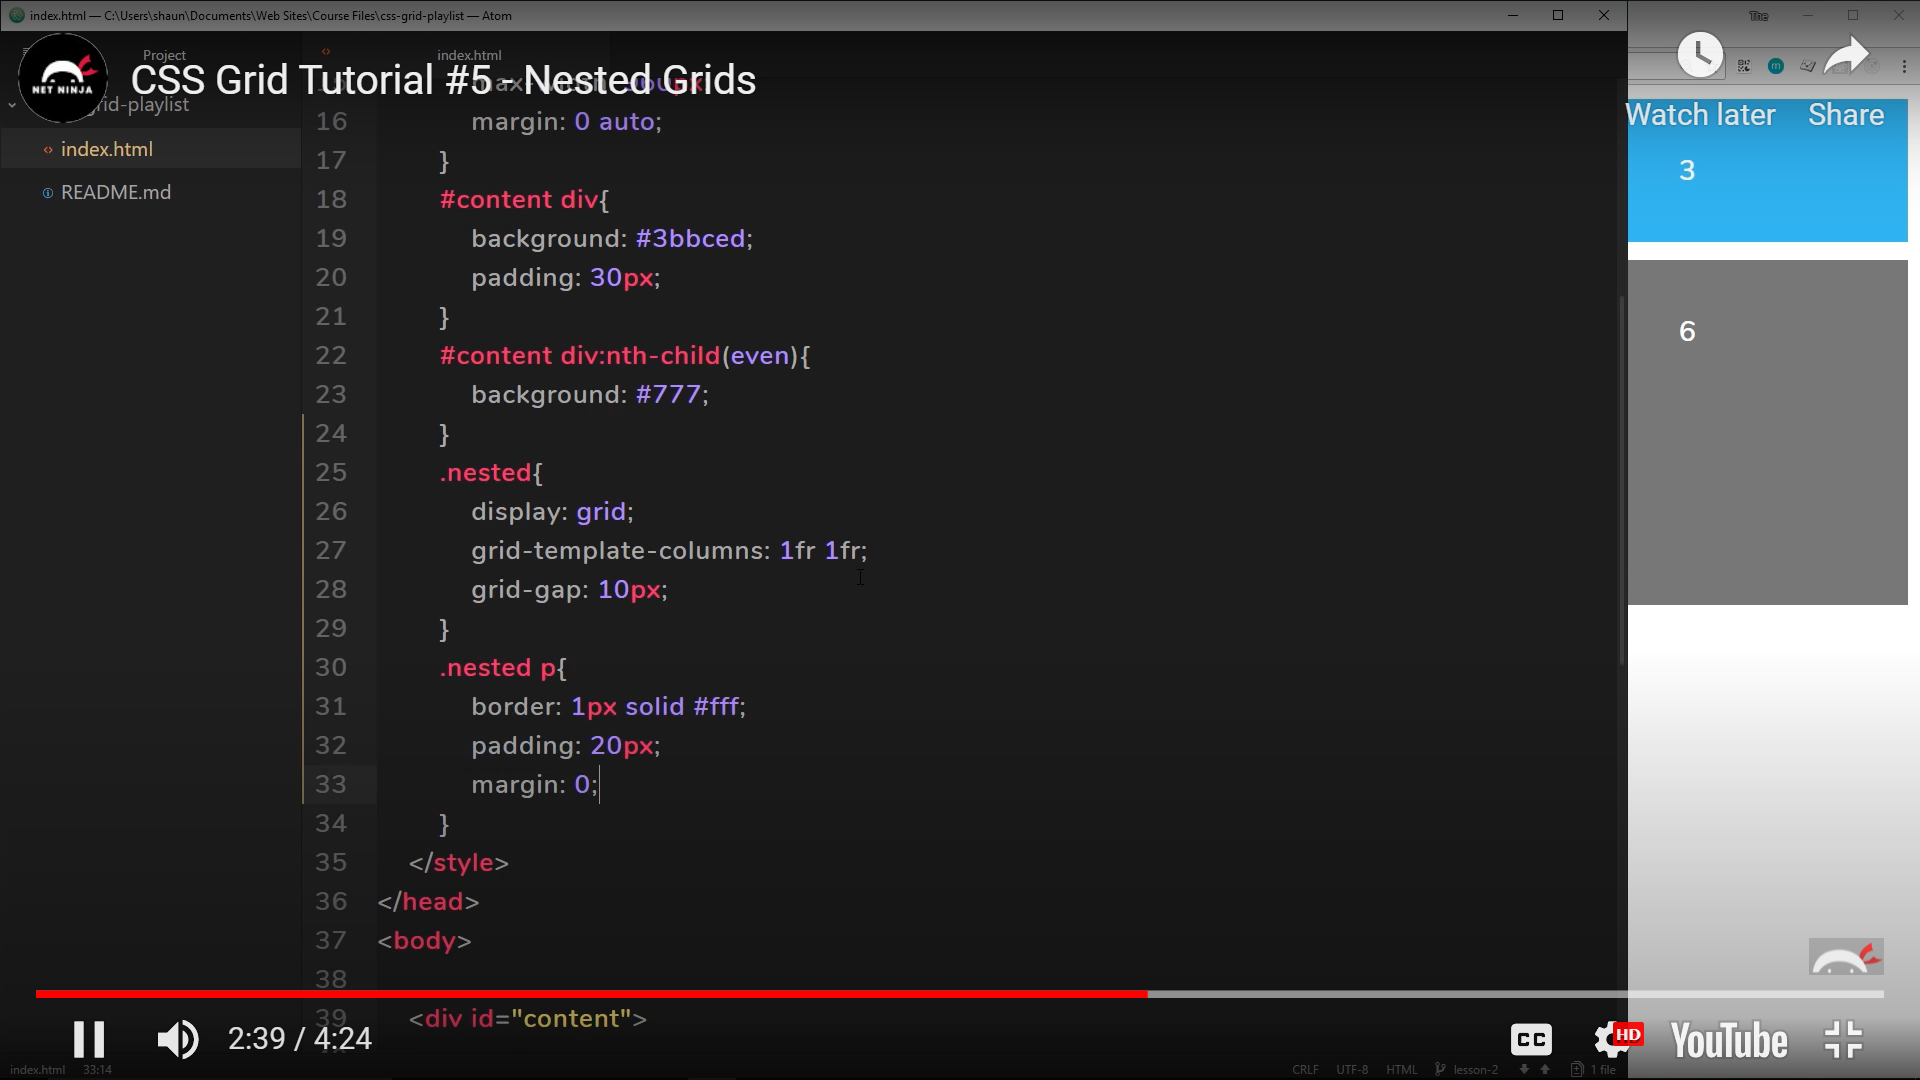 index.html — C:\Users\shaun\Documents\Web Sites\Course Files\css-grid-playlist — Atom
The
Project
index.html
CSS Grid Tutorial #5 - Nested Grids
NET NINJA
Watch later Share
index.html
README.md
16 margin: 0 auto;
17 }
18 #content div{
19 background: #3bbced;
20 padding: 30px;
21 }
22 #content div:nth-child(even){
23 background: #777;
24 }
25 .nested{
26 display: grid;
27 grid-template-columns: 1fr 1fr;
28 grid-gap: 10px;
29 }
30 .nested p{
31 border: 1px solid #fff;
32 padding: 20px;
33 margin: 0;
34 }
35 </style>
36 </head>
37 <body>
38
39 <div id="content">
3
6
2:39 / 4:24
CC
HD
YouTube
index.html 33:14
CRLF UTF-8 HTML lesson-2 1 file